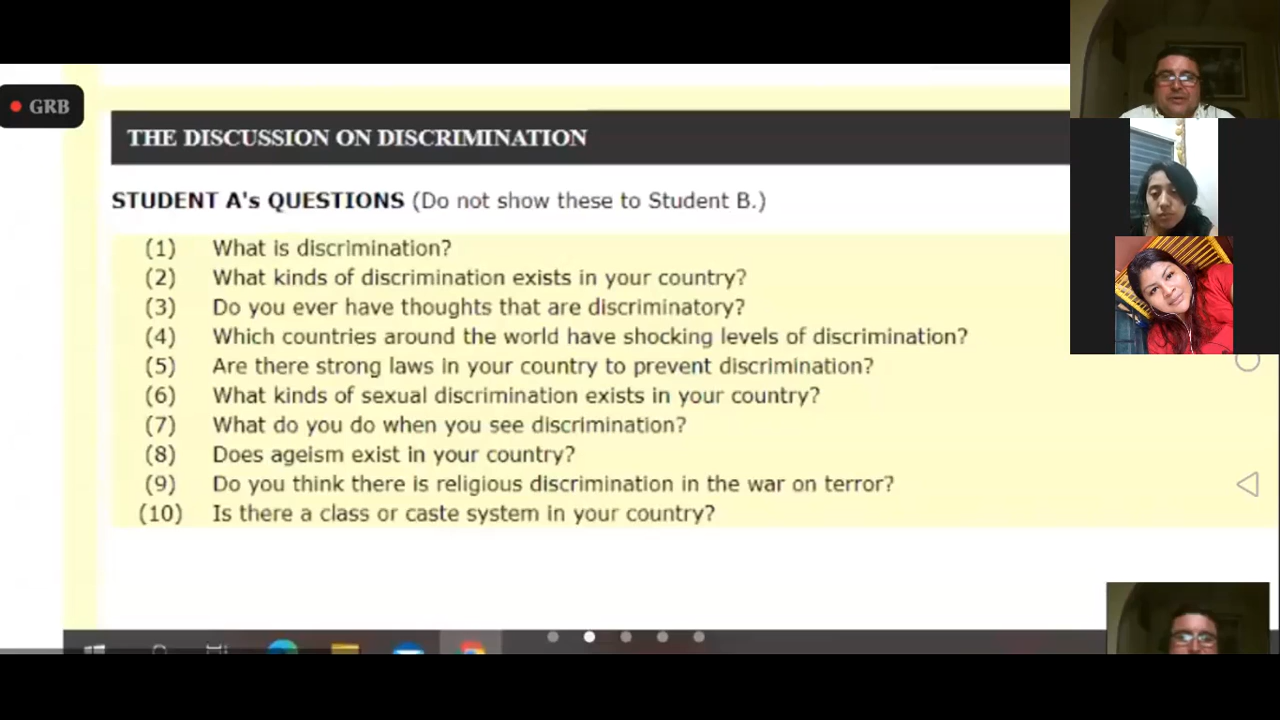 GRB
THE DISCUSSION ON DISCRIMINATION
STUDENT A's QUESTIONS (Do not show these to Student B.)
(1) What is discrimination?
(2) What kinds of discrimination exists in your country?
(3) Do you ever have thoughts that are discriminatory?
(4) Which countries around the world have shocking levels of discrimination?
(5) Are there strong laws in your country to prevent discrimination?
(6) What kinds of sexual discrimination exists in your country?
(7) What do you do when you see discrimination?
(8) Does ageism exist in your country?
(9) Do you think there is religious discrimination in the war on terror?
(10) Is there a class or caste system in your country?